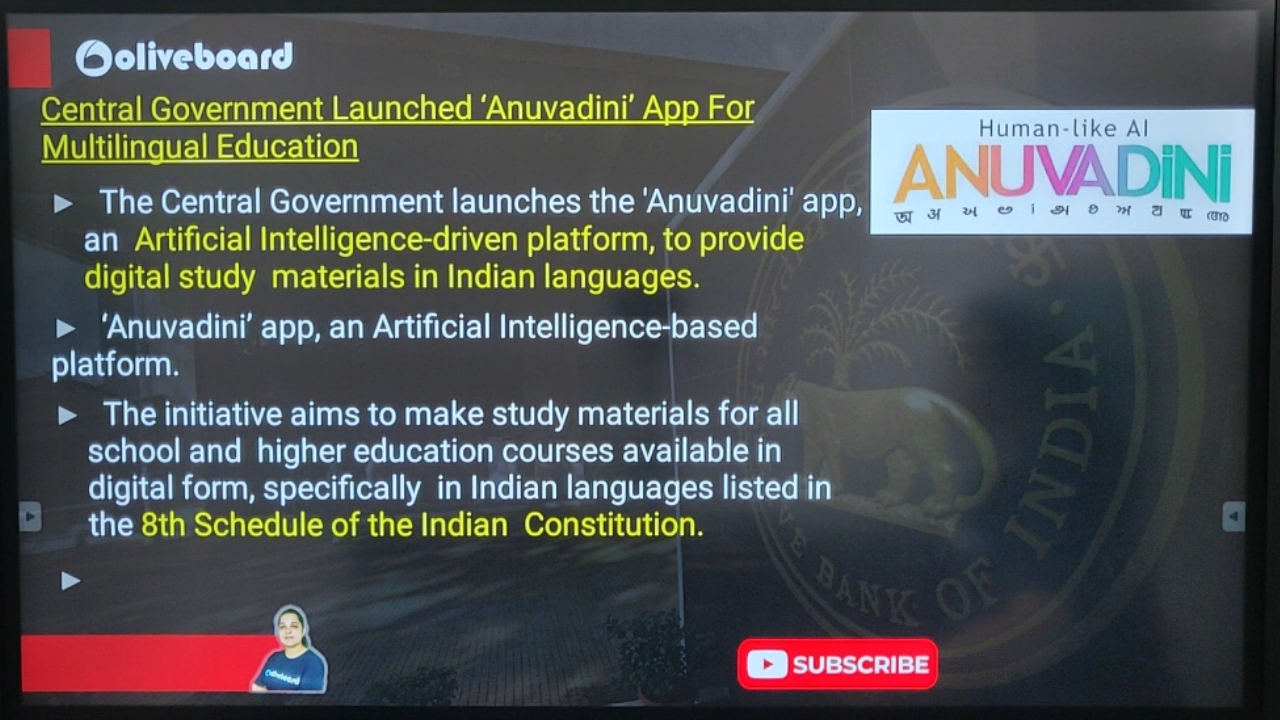 oliveboard
Central Government Launched ‘Anuvadini’ App For
Multilingual Education
Human-like AI
ANUVADiNi
অ अ અ ଅ ਅ
► The Central Government launches the 'Anuvadini' app,
an Artificial Intelligence-driven platform, to provide
digital study materials in Indian languages.
► ‘Anuvadini’ app, an Artificial Intelligence-based
platform.
► The initiative aims to make study materials for all
school and higher education courses available in
digital form, specifically in Indian languages listed in
the 8th Schedule of the Indian Constitution.
►
BANK OF INDIA
oliveboard
SUBSCRIBE